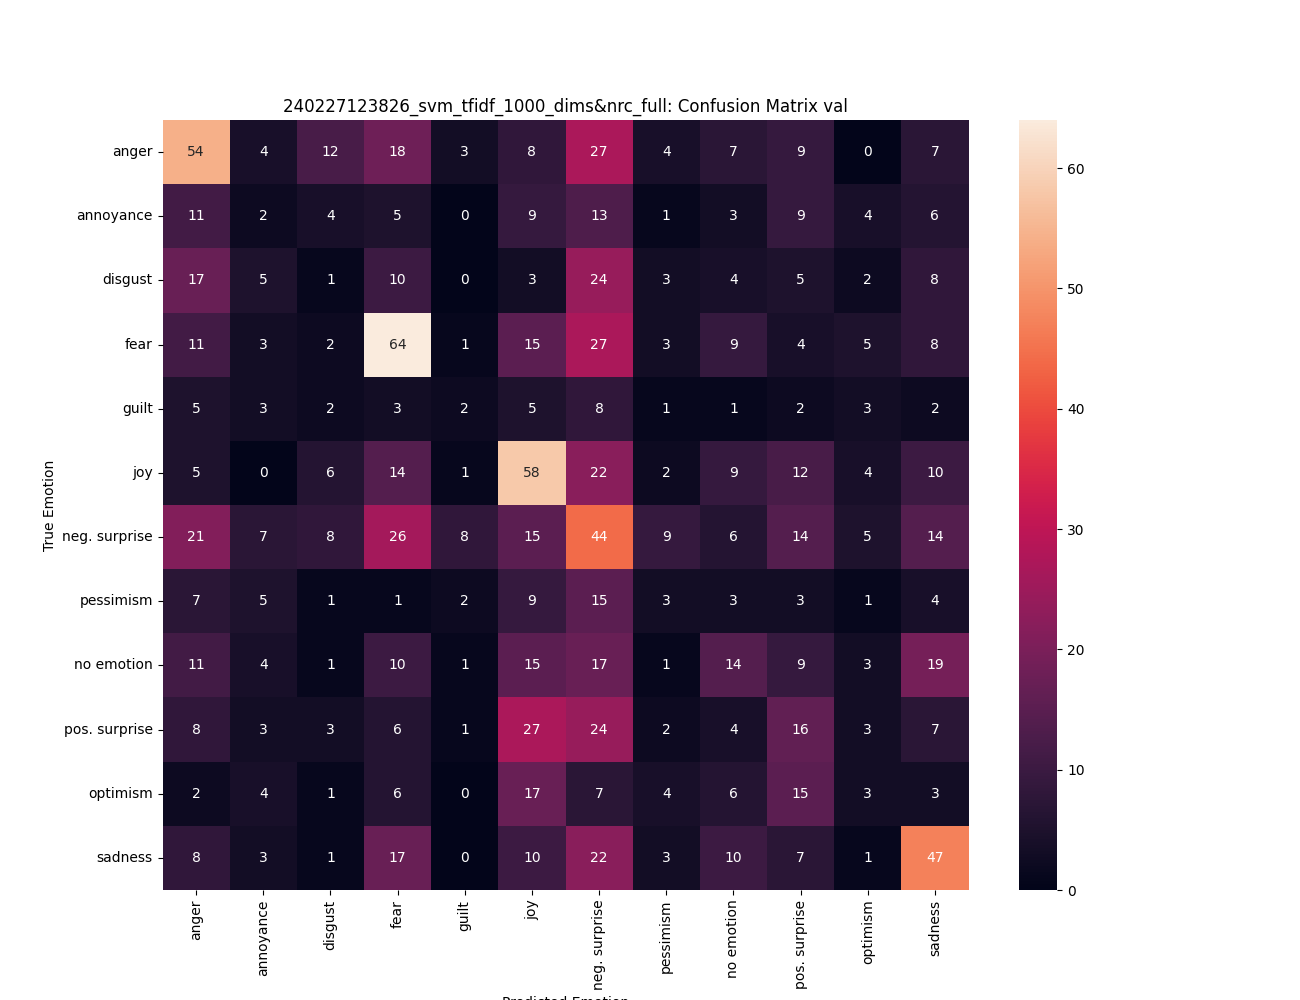 240227123826_svm_tfidf_1000_dims&nrc_full: Confusion Matrix val
anger 54 4 12 18 3 8 27 4 7 9 0 7
annoyance 11 2 4 5 0 9 13 1 3 9 4 6
disgust 17 5 1 10 0 3 24 3 4 5 2 8
fear 11 3 2 64 1 15 27 3 9 4 5 8
guilt 5 3 2 3 2 5 8 1 1 2 3 2
joy 5 0 6 14 1 58 22 2 9 12 4 10
neg. surprise 21 7 8 26 8 15 44 9 6 14 5 14
pessimism 7 5 1 1 2 9 15 3 3 3 1 4
no emotion 11 4 1 10 1 15 17 1 14 9 3 19
pos. surprise 8 3 3 6 1 27 24 2 4 16 3 7
optimism 2 4 1 6 0 17 7 4 6 15 3 3
sadness 8 3 1 17 0 10 22 3 10 7 1 47
anger annoyance disgust fear guilt joy neg. surprise pessimism no emotion pos. surprise optimism sadness
True Emotion
Predicted Emotion
60
50
40
30
20
10
0